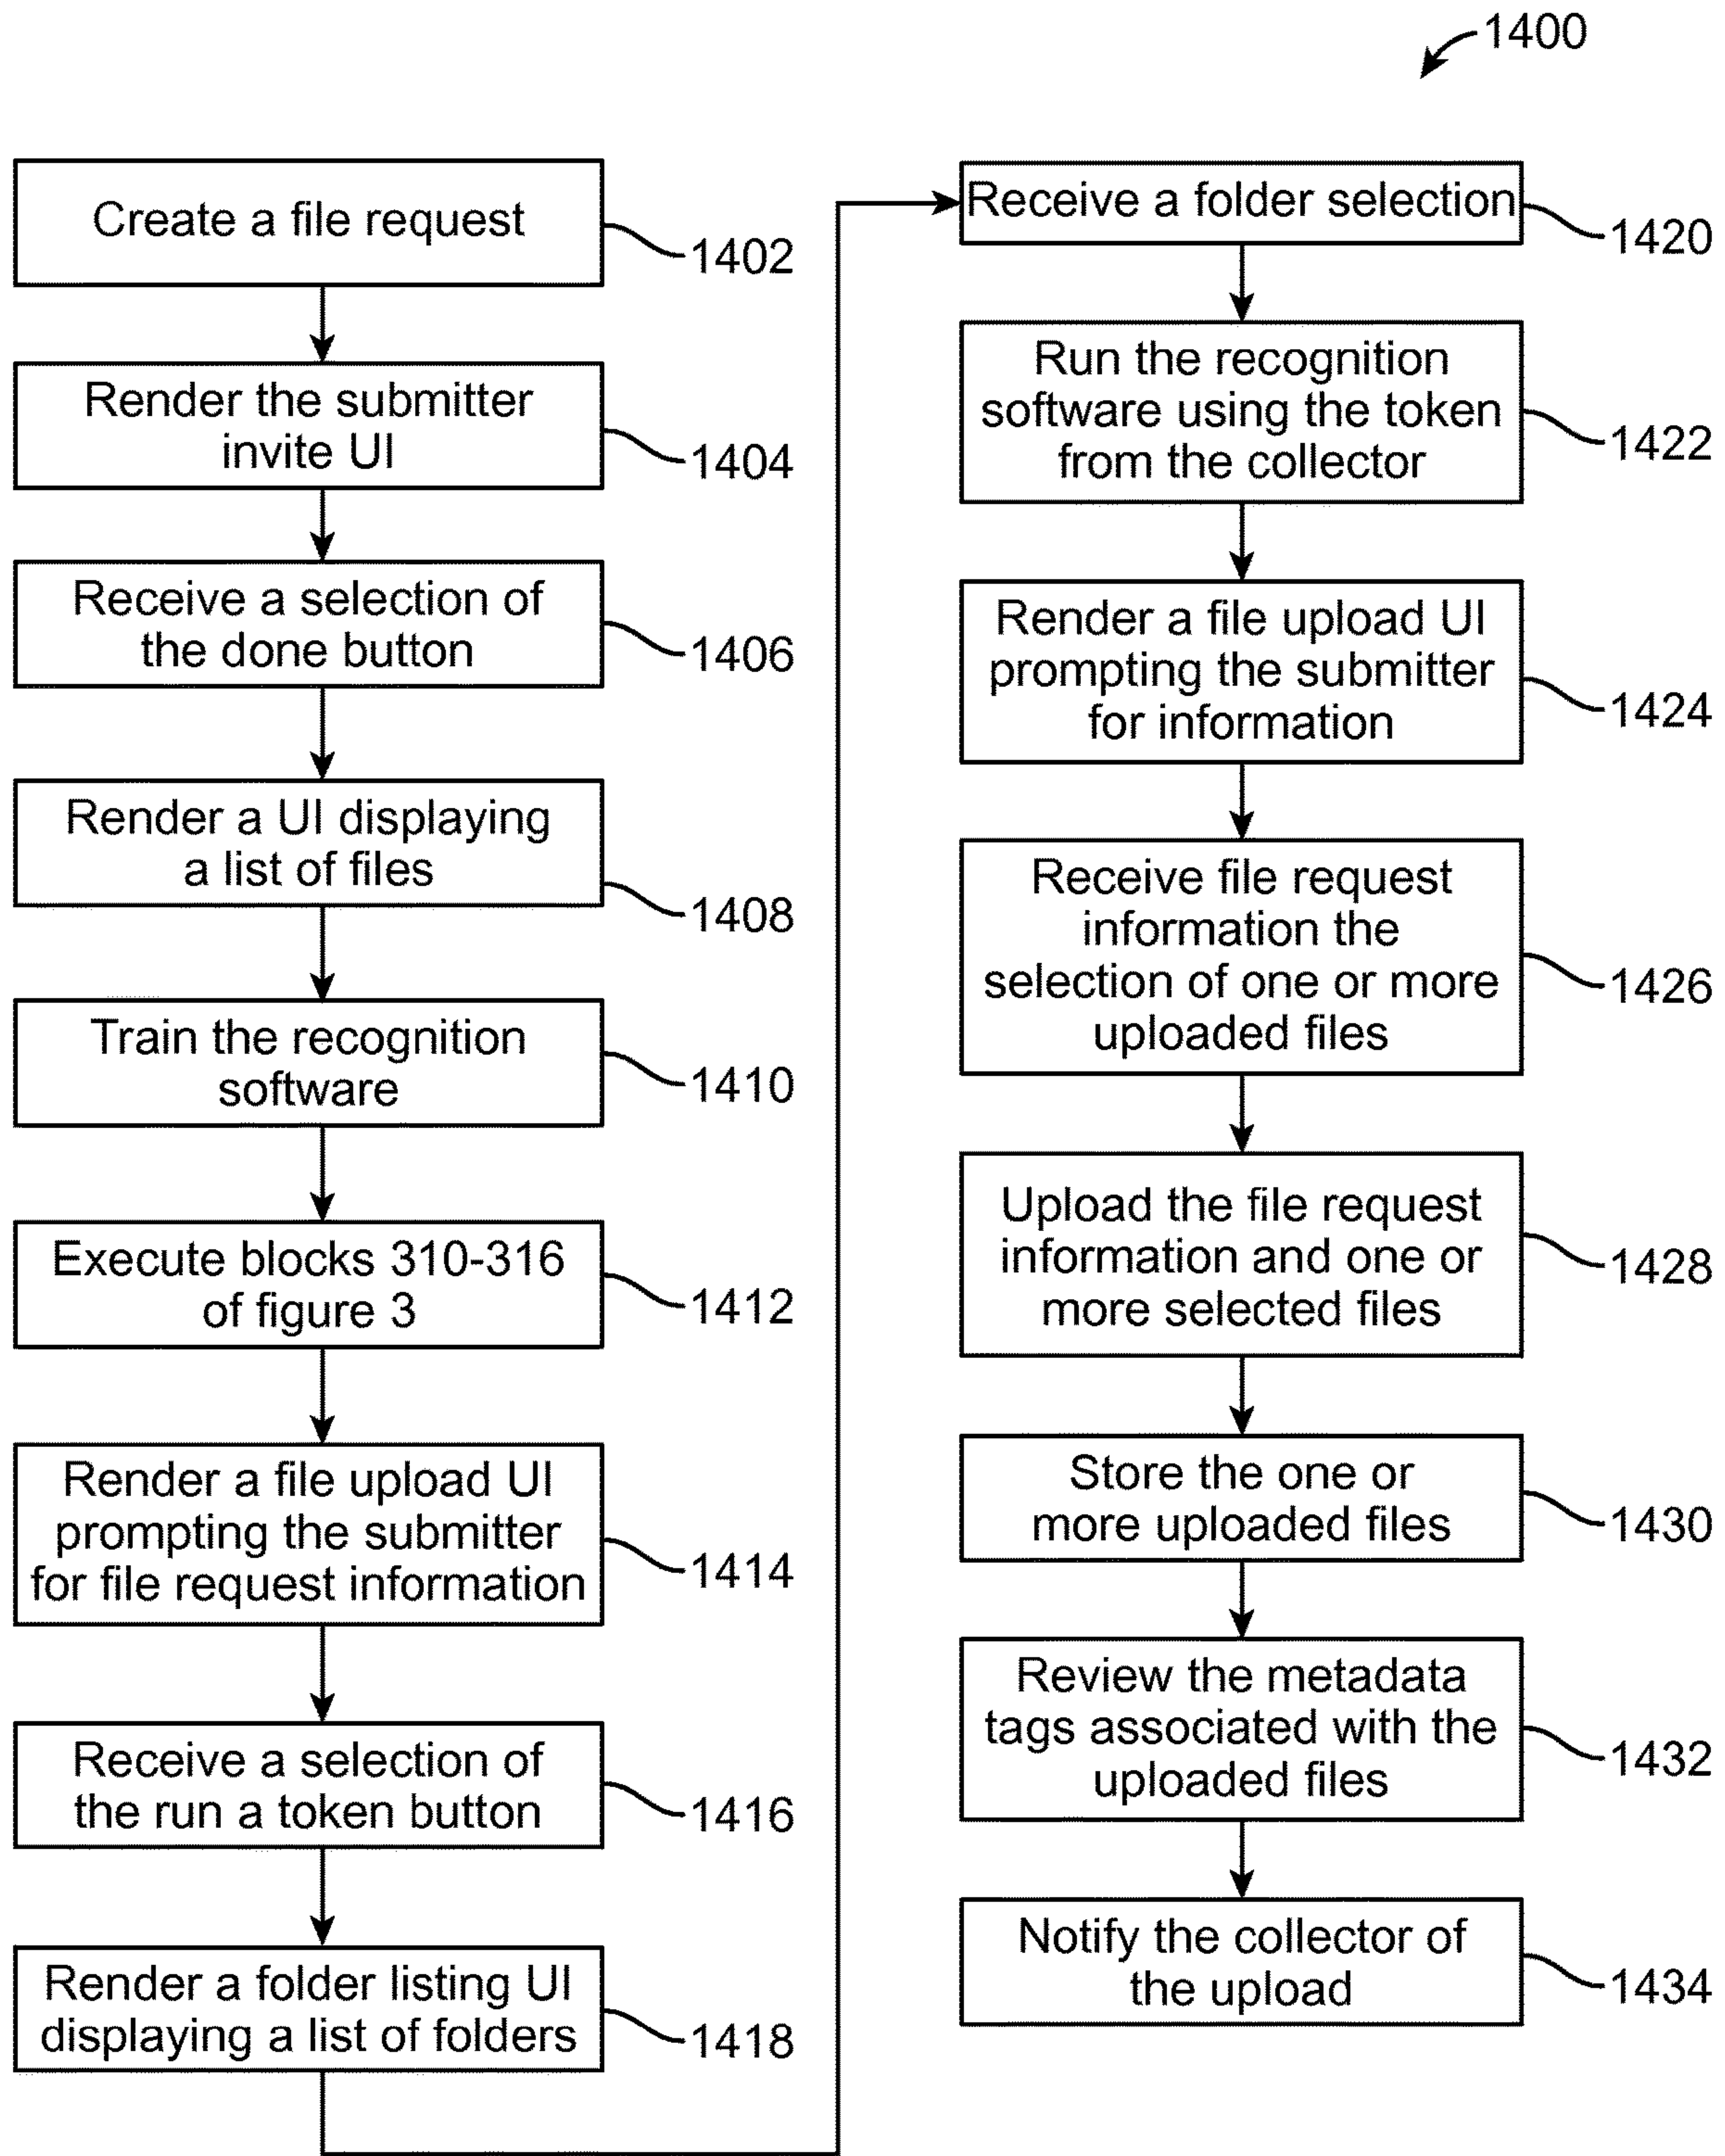 1400
Create a file request
1402
Render the submitter
invite UI
1404
Receive a selection of
the done button
1406
Render a UI displaying
a list of files
1408
Train the recognition
software
1410
Execute blocks 310-316
of figure 3
1412
Render a file upload UI
prompting the submitter
for file request information
1414
Receive a selection of
the run a token button
1416
Render a folder listing UI
displaying a list of folders
1418
Receive a folder selection
1420
Run the recognition
software using the token
from the collector
1422
Render a file upload UI
prompting the submitter
for information
1424
Receive file request
information the
selection of one or more
uploaded files
1426
Upload the file request
information and one or
more selected files
1428
Store the one or
more uploaded files
1430
Review the metadata
tags associated with the
uploaded files
1432
Notify the collector of
the upload
1434